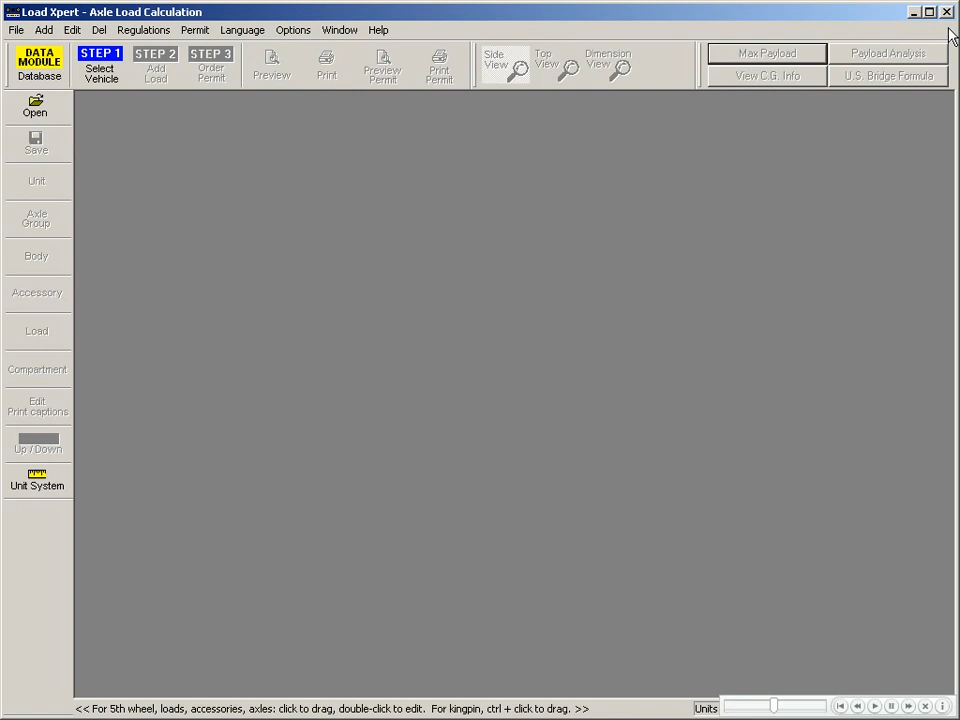 Load Xpert - Axle Load Calculation
File Add Edit Del Regulations Permit Language Options Window Help
DATA MODULE Database
STEP 1 Select Vehicle
STEP 2 Add Load
STEP 3 Order Permit
Preview
Print
Preview Permit
Print Permit
Side View
Top View
Dimension View
Max Payload
Payload Analysis
View C.G. Info
U.S. Bridge Formula
Open
Save
Unit
Axle
Group
Body
Accessory
Load
Compartment
Edit
Print captions
Up / Down
Unit System
<< For 5th wheel, loads, accessories, axles: click to drag, double-click to edit. For kingpin, ctrl + click to drag. >>
Units